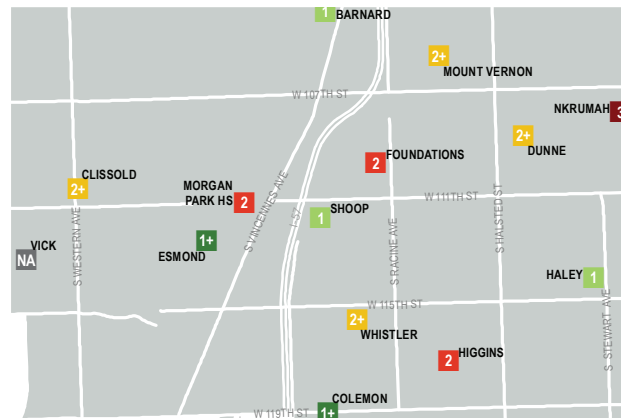 1
BARNARD
2+
MOUNT VERNON
W 107TH ST
NKRUMAH
3
2+
DUNNE
2
FOUNDATIONS
CLISSOLD
2+
MORGAN
PARK HS
2
S VINCENNES AVE
I-57
1
SHOOP
W 111TH ST
S HALSTED ST
S RACINE AVE
S WESTERN AVE
VICK
NA
1+
ESMOND
HALEY
1
W 115TH ST
S STEWART AVE
2+
WHISTLER
2
HIGGINS
COLEMON
1+
W 119TH ST